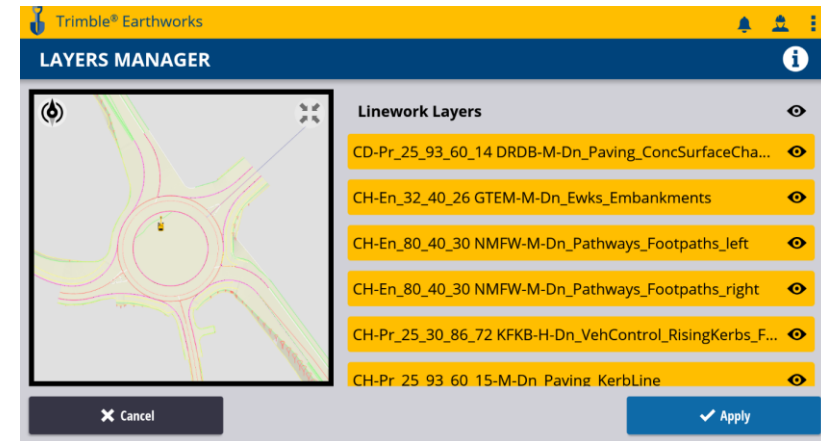 Trimble® Earthworks
LAYERS MANAGER
Linework Layers
CD-Pr_25_93_60_14 DRDB-M-Dn_Paving_ConcSurfaceCha...
CH-En_32_40_26 GTEM-M-Dn_Ewks_Embankments
CH-En_80_40_30 NMFW-M-Dn_Pathways_Footpaths_left
CH-En_80_40_30 NMFW-M-Dn_Pathways_Footpaths_right
CH-Pr_25_30_86_72 KFKB-H-Dn_VehControl_RisingKerbs_F...
CH-Pr_25_93_60_15-M-Dn_Paving_KerbLine
Cancel
Apply